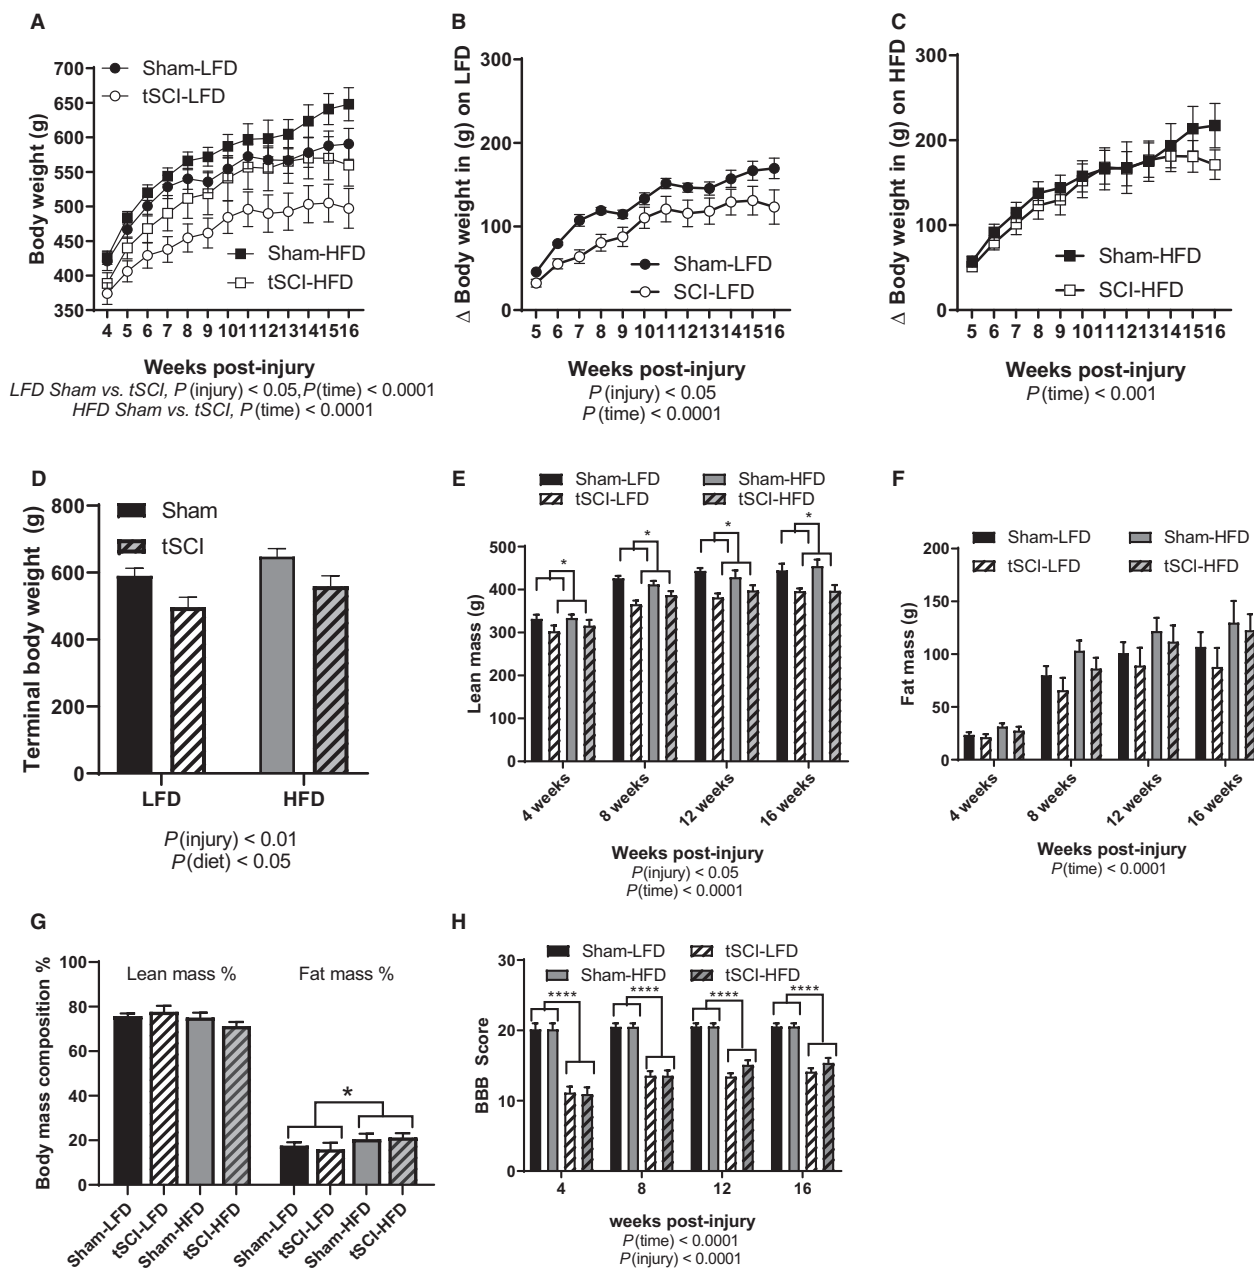 A
Body weight (g)
700
650
600
550
500
450
400
350
Sham-LFD
tSCI-LFD
Sham-HFD
tSCI-HFD
4 5 6 7 8 9 10 11 12 13 14 15 16
Weeks post-injury
LFD Sham vs. tSCI, P (injury) < 0.05, P(time) < 0.0001
HFD Sham vs. tSCI, P(time) < 0.0001
B
Δ Body weight in (g) on LFD
300
200
100
0
Sham-LFD
SCI-LFD
5 6 7 8 9 10 11 12 13 14 15 16
Weeks post-injury
P(injury) < 0.05
P(time) < 0.0001
C
Δ Body weight in (g) on HFD
300
200
100
0
Sham-HFD
SCI-HFD
5 6 7 8 9 10 11 12 13 14 15 16
Weeks post-injury
P(time) < 0.001
D
Terminal body weight (g)
800
600
400
200
0
Sham
tSCI
LFD HFD
P(injury) < 0.01
P(diet) < 0.05
E
Sham-LFD Sham-HFD
tSCI-LFD tSCI-HFD
Lean mass (g)
500
400
300
200
100
0
* * * *
4 weeks 8 weeks 12 weeks 16 weeks
Weeks post-injury
P(injury) < 0.05
P(time) < 0.0001
F
Sham-LFD Sham-HFD
tSCI-LFD tSCI-HFD
Fat mass (g)
200
150
100
50
0
4 weeks 8 weeks 12 weeks 16 weeks
Weeks post-injury
P(time) < 0.0001
G
Body mass composition %
100
80
60
40
20
0
Lean mass % Fat mass %
*
Sham-LFD tSCI-LFD Sham-HFD tSCI-HFD Sham-LFD tSCI-LFD Sham-HFD tSCI-HFD
H
Sham-LFD tSCI-LFD
Sham-HFD tSCI-HFD
BBB Score
30
20
10
0
**** **** **** ****
4 8 12 16
weeks post-injury
P(time) < 0.0001
P(injury) < 0.0001